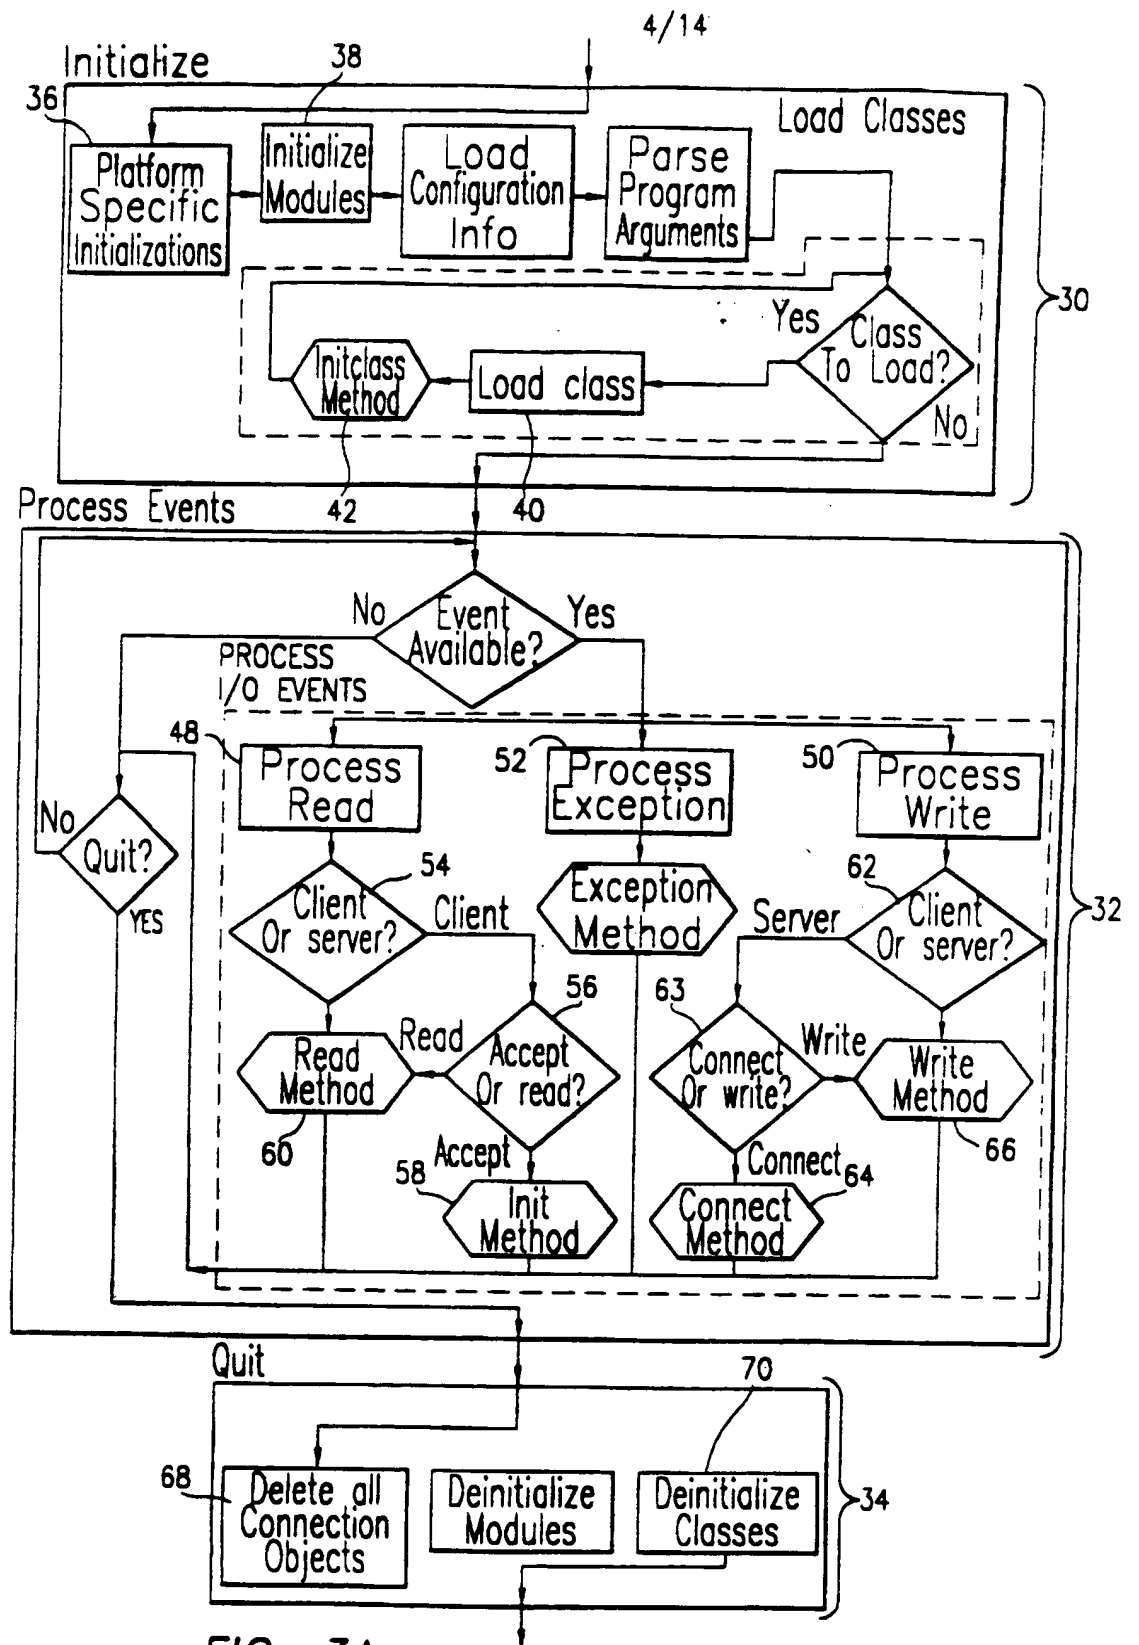 4/14
Initialize
38
36
Load Classes
Platform
Specific
Initializations
Initialize
Modules
Load
Configuration
Info
Parse
Program
Arguments
30
Yes
Class
To Load?
No
Initclass
Method
Load class
42
40
Process Events
No
Event
Available?
Yes
PROCESS
I/O EVENTS
48
Process
Read
52
Process
Exception
50
Process
Write
No
Quit?
YES
54
Client
Or server?
Client
Exception
Method
62
Server
Client
Or server?
32
56
63
Read
Method
Read
Accept
Or read?
Connect
Or write?
Write
Write
Method
60
66
Accept
58
Init
Method
Connect
64
Connect
Method
Quit
70
68
Delete all
Connection
Objects
Deinitialize
Modules
Deinitialize
Classes
34